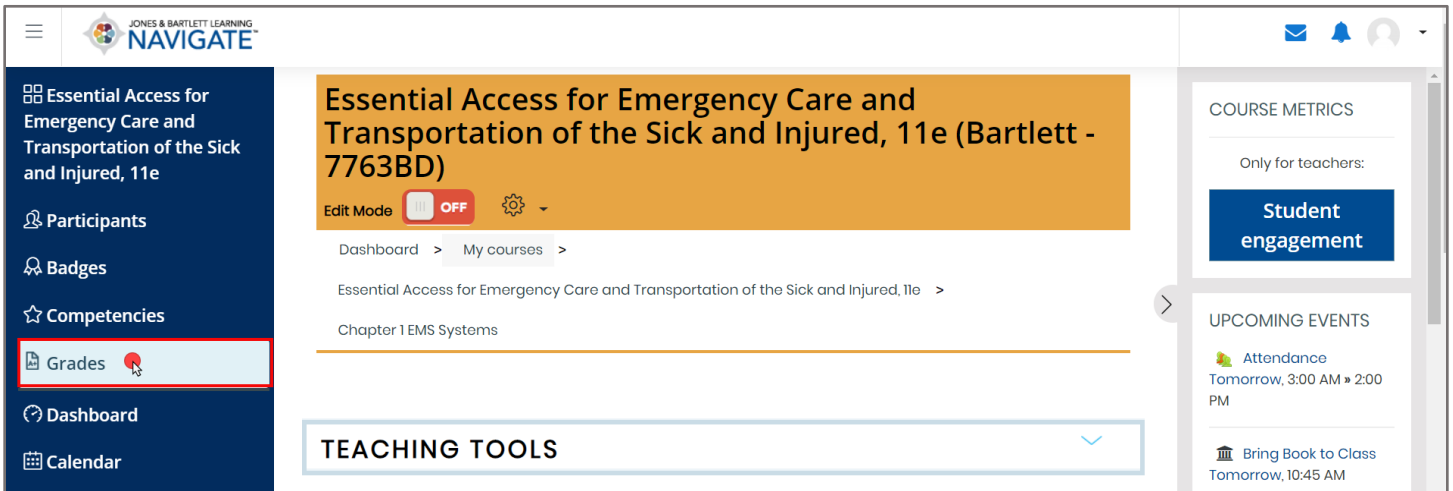 JONES & BARTLETT LEARNING
NAVIGATE™
Essential Access for
Emergency Care and
Transportation of the Sick
and Injured, 11e
Participants
Badges
Competencies
A+ Grades
Dashboard
Calendar
Essential Access for Emergency Care and
Transportation of the Sick and Injured, 11e (Bartlett -
7763BD)
Edit Mode OFF
Dashboard > My courses >
Essential Access for Emergency Care and Transportation of the Sick and Injured, 11e >
Chapter 1 EMS Systems
TEACHING TOOLS
COURSE METRICS
Only for teachers:
Student
engagement
UPCOMING EVENTS
Attendance
Tomorrow, 3:00 AM » 2:00
PM
Bring Book to Class
Tomorrow, 10:45 AM